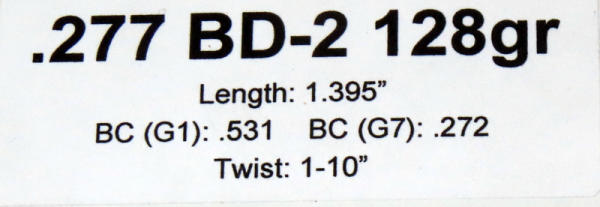 .277 BD-2 128gr
Length: 1.395”
BC (G1): .531 BC (G7): .272
Twist: 1-10”